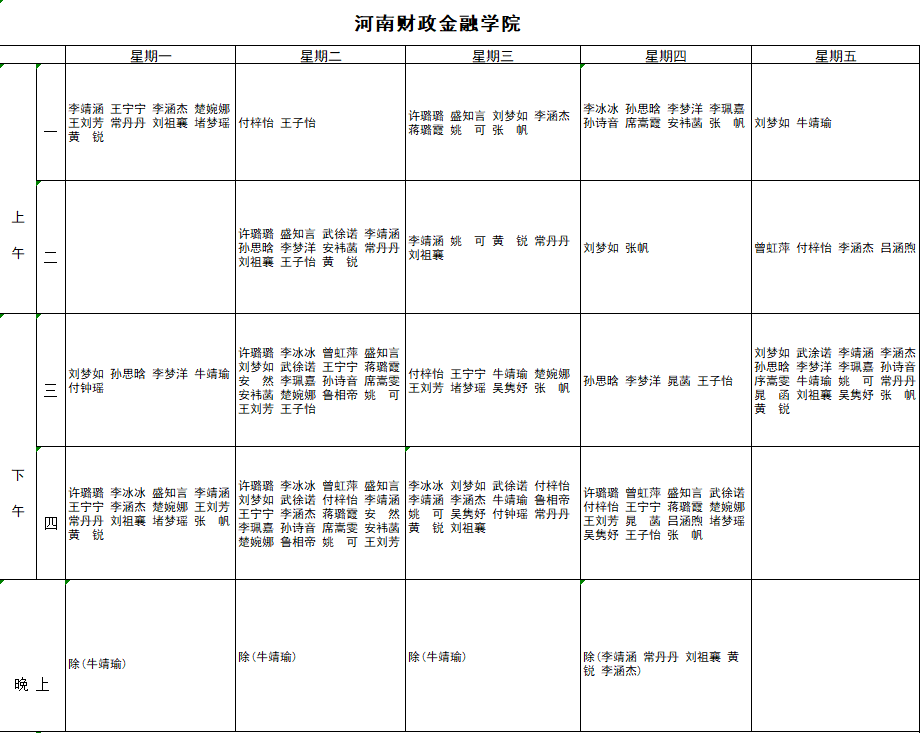 河南财政金融学院
星期一 星期二 星期三 星期四 星期五
上午
一
李靖涵 王宁宁 李涵杰 楚婉娜
王刘芳 常丹丹 刘祖襄 堵梦瑶
黄 锐
付梓怡 王子怡
许璐璐 盛知言 刘梦如 李涵杰
蒋璐霞 姚 可 张 帆
李冰冰 孙思晗 李梦洋 李珮嘉
孙诗音 席嵩霞 安祎菡 张 帆
刘梦如 牛靖瑜
二
许璐璐 盛知言 武徐诺 李靖涵
孙思晗 李梦洋 安祎菡 常丹丹
刘祖襄 王子怡 黄 锐
李靖涵 姚 可 黄 锐 常丹丹
刘祖襄
刘梦如 张帆
曾虹萍 付梓怡 李涵杰 吕涵煦
下午
三
刘梦如 孙思晗 李梦洋 牛靖瑜
付钟瑶
许璐璐 李冰冰 曾虹萍 盛知言
刘梦如 武徐诺 王宁宁 蒋璐霞
安 然 李珮嘉 孙诗音 席嵩雯
安祎菡 楚婉娜 鲁相帝 姚 可
王刘芳 王子怡
付梓怡 王宁宁 牛靖瑜 楚婉娜
王刘芳 堵梦瑶 吴隽妤 张 帆
孙思晗 李梦洋 晁菡 王子怡
刘梦如 武涂诺 李靖涵 李涵杰
孙思晗 李梦洋 李珮嘉 孙诗音
序嵩雯 牛靖瑜 姚 可 常丹丹
晁 函 刘祖襄 吴隽妤 张 帆
黄 锐
四
许璐璐 李冰冰 盛知言 李靖涵
王宁宁 李涵杰 楚婉娜 王刘芳
常丹丹 刘祖襄 堵梦瑶 张 帆
黄 锐
许璐璐 李冰冰 曾虹萍 盛知言
刘梦如 武徐诺 付梓怡 李靖涵
王宁宁 李涵杰 蒋璐霞 安 然
李珮嘉 孙诗音 席嵩雯 安祎菡
楚婉娜 鲁相帝 姚 可 王刘芳
李冰冰 刘梦如 武徐诺 付梓怡
李靖涵 李涵杰 牛靖瑜 鲁相帝
姚 可 吴隽妤 付钟瑶 常丹丹
黄 锐 刘祖襄
许璐璐 曾虹萍 盛知言 武徐诺
付梓怡 王宁宁 蒋璐霞 楚婉娜
王刘芳 晁 菡 吕涵煦 堵梦瑶
吴隽妤 王子怡 张 帆
晚上
除(牛靖瑜)
除(牛靖瑜)
除(牛靖瑜)
除(李靖涵 常丹丹 刘祖襄 黄
锐 李涵杰)